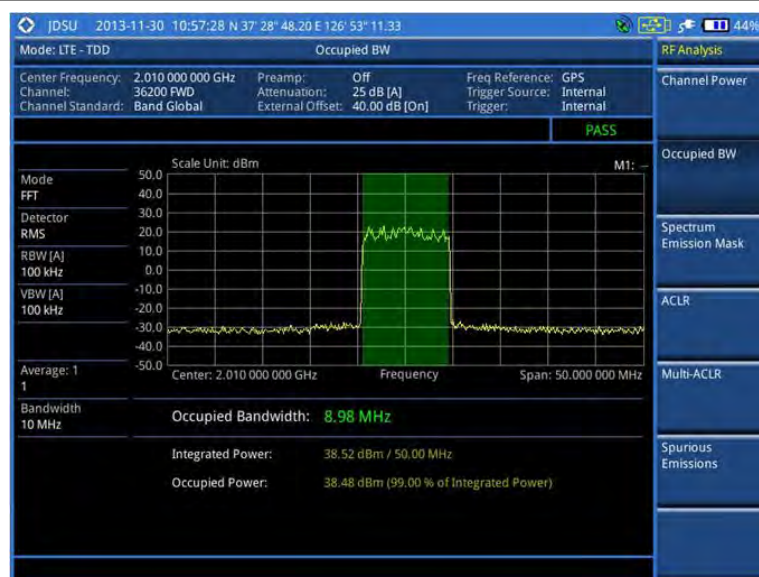 JDSU 2013-11-30 10:57:28 N 37' 28" 48.20 E 126' 53" 11.33 44%
Mode: LTE - TDD Occupied BW
RF Analysis
Center Frequency: 2.010 000 000 GHz Preamp: Off Freq Reference: GPS
Channel: 36200 FWD Attenuation: 25 dB [A] Trigger Source: Internal
Channel Standard: Band Global External Offset: 40.00 dB [On] Trigger: Internal
PASS
Scale Unit: dBm M1: --
Mode
FFT
Detector
RMS
RBW [A]
100 kHz
VBW [A]
100 kHz
Average: 1
1
Bandwidth
10 MHz
50.0
40.0
30.0
20.0
10.0
0.0
-10.0
-20.0
-30.0
-40.0
-50.0
Center: 2.010 000 000 GHz Frequency Span: 50.000 000 MHz
Occupied Bandwidth: 8.98 MHz
Integrated Power: 38.52 dBm / 50.00 MHz
Occupied Power: 38.48 dBm (99.00 % of Integrated Power)
Channel Power
Occupied BW
Spectrum
Emission Mask
ACLR
Multi-ACLR
Spurious
Emissions